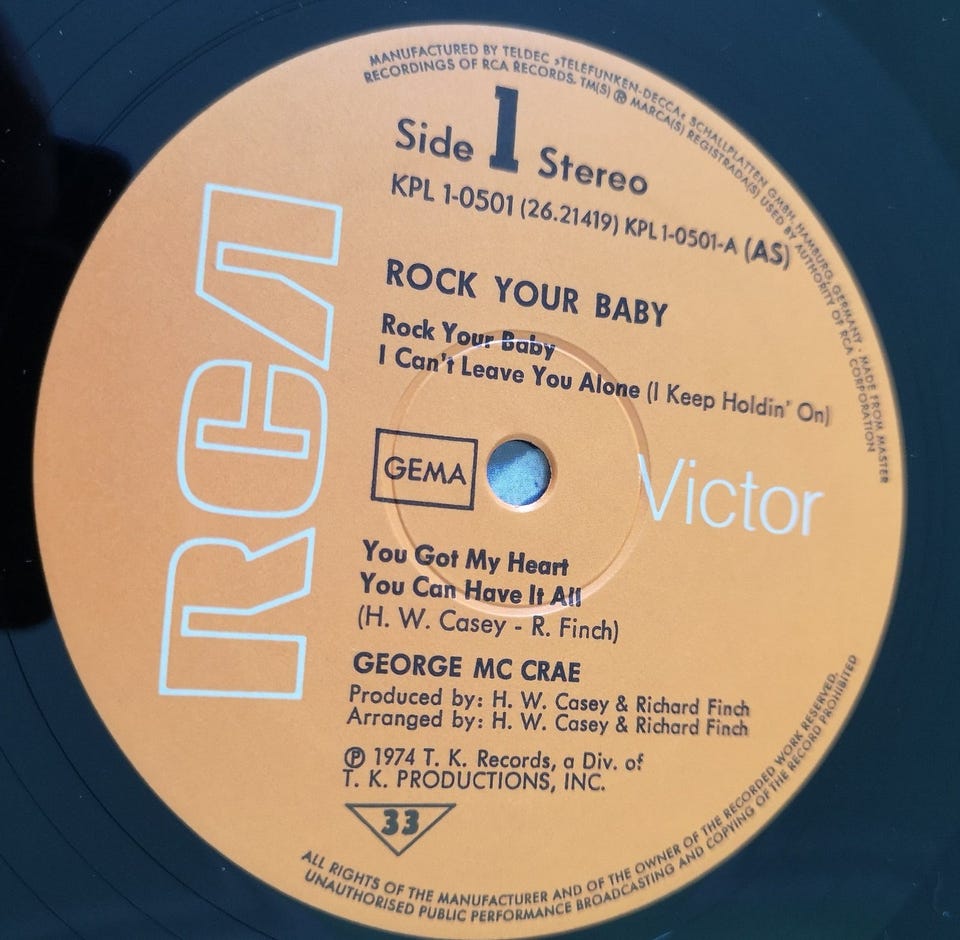 MANUFACTURED BY TELDEC »TELEFUNKEN-DECCA« SCHALLPLATTEN GMBH, HAMBURG, GERMANY · MADE FROM MASTER
RECORDINGS OF RCA RECORDS. TM(S) ® MARCA(S) REGISTRADA(S) USED BY AUTHORITY OF RCA CORPORATION
Side 1 Stereo
KPL 1-0501 (26.21419) KPL 1-0501-A (AS)
RCA
ROCK YOUR BABY
Rock Your Baby
I Can't Leave You Alone (I Keep Holdin' On)
GEMA
Victor
You Got My Heart
You Can Have It All
(H. W. Casey - R. Finch)
GEORGE MC CRAE
Produced by: H. W. Casey & Richard Finch
Arranged by: H. W. Casey & Richard Finch
℗ 1974 T. K. Records, a Div. of
T. K. PRODUCTIONS, INC.
33
ALL RIGHTS OF THE MANUFACTURER AND OF THE OWNER OF THE RECORDED WORK RESERVED.
UNAUTHORISED PUBLIC PERFORMANCE BROADCASTING AND COPYING OF THE RECORD PROHIBITED